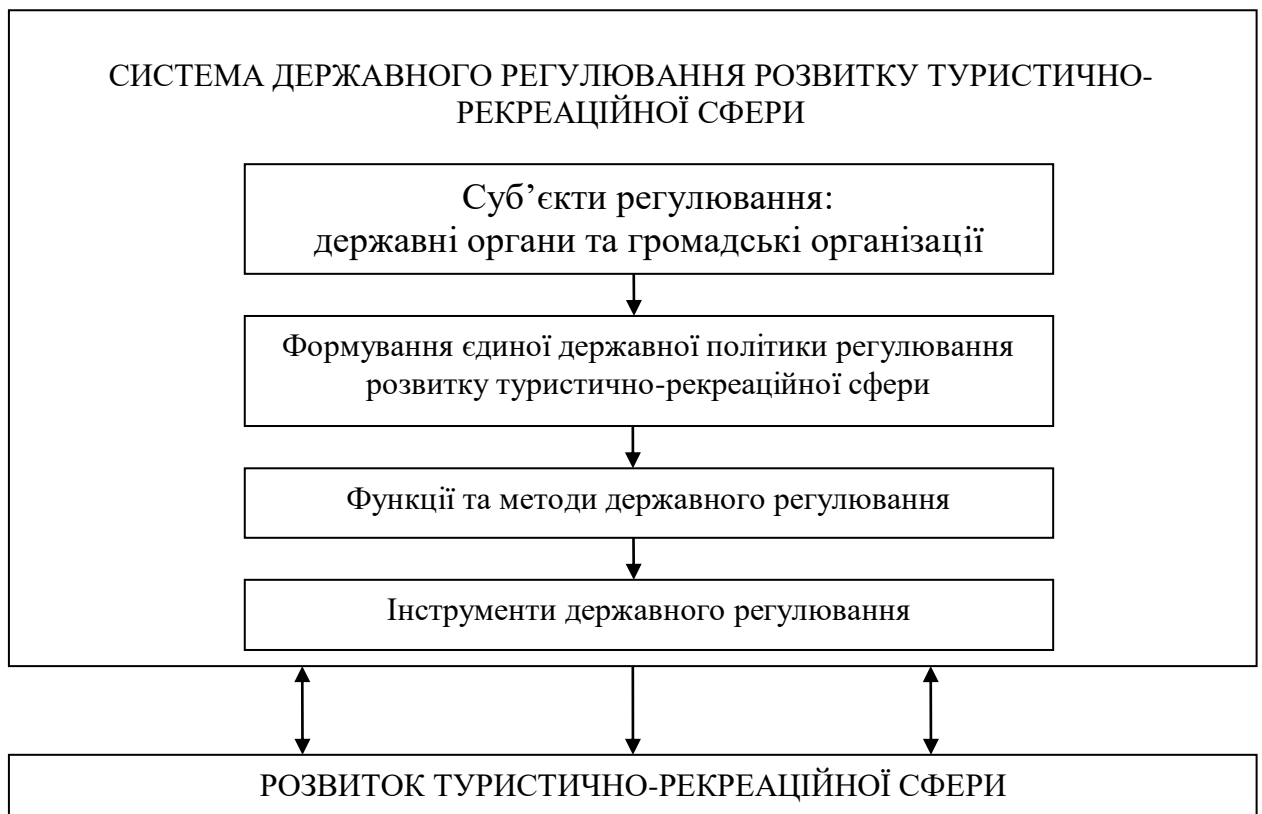 СИСТЕМА ДЕРЖАВНОГО РЕГУЛЮВАННЯ РОЗВИТКУ ТУРИСТИЧНО-
РЕКРЕАЦІЙНОЇ СФЕРИ
Суб’єкти регулювання:
державні органи та громадські організації
Формування єдиної державної політики регулювання
розвитку туристично-рекреаційної сфери
Функції та методи державного регулювання
Інструменти державного регулювання
РОЗВИТОК ТУРИСТИЧНО-РЕКРЕАЦІЙНОЇ СФЕРИ